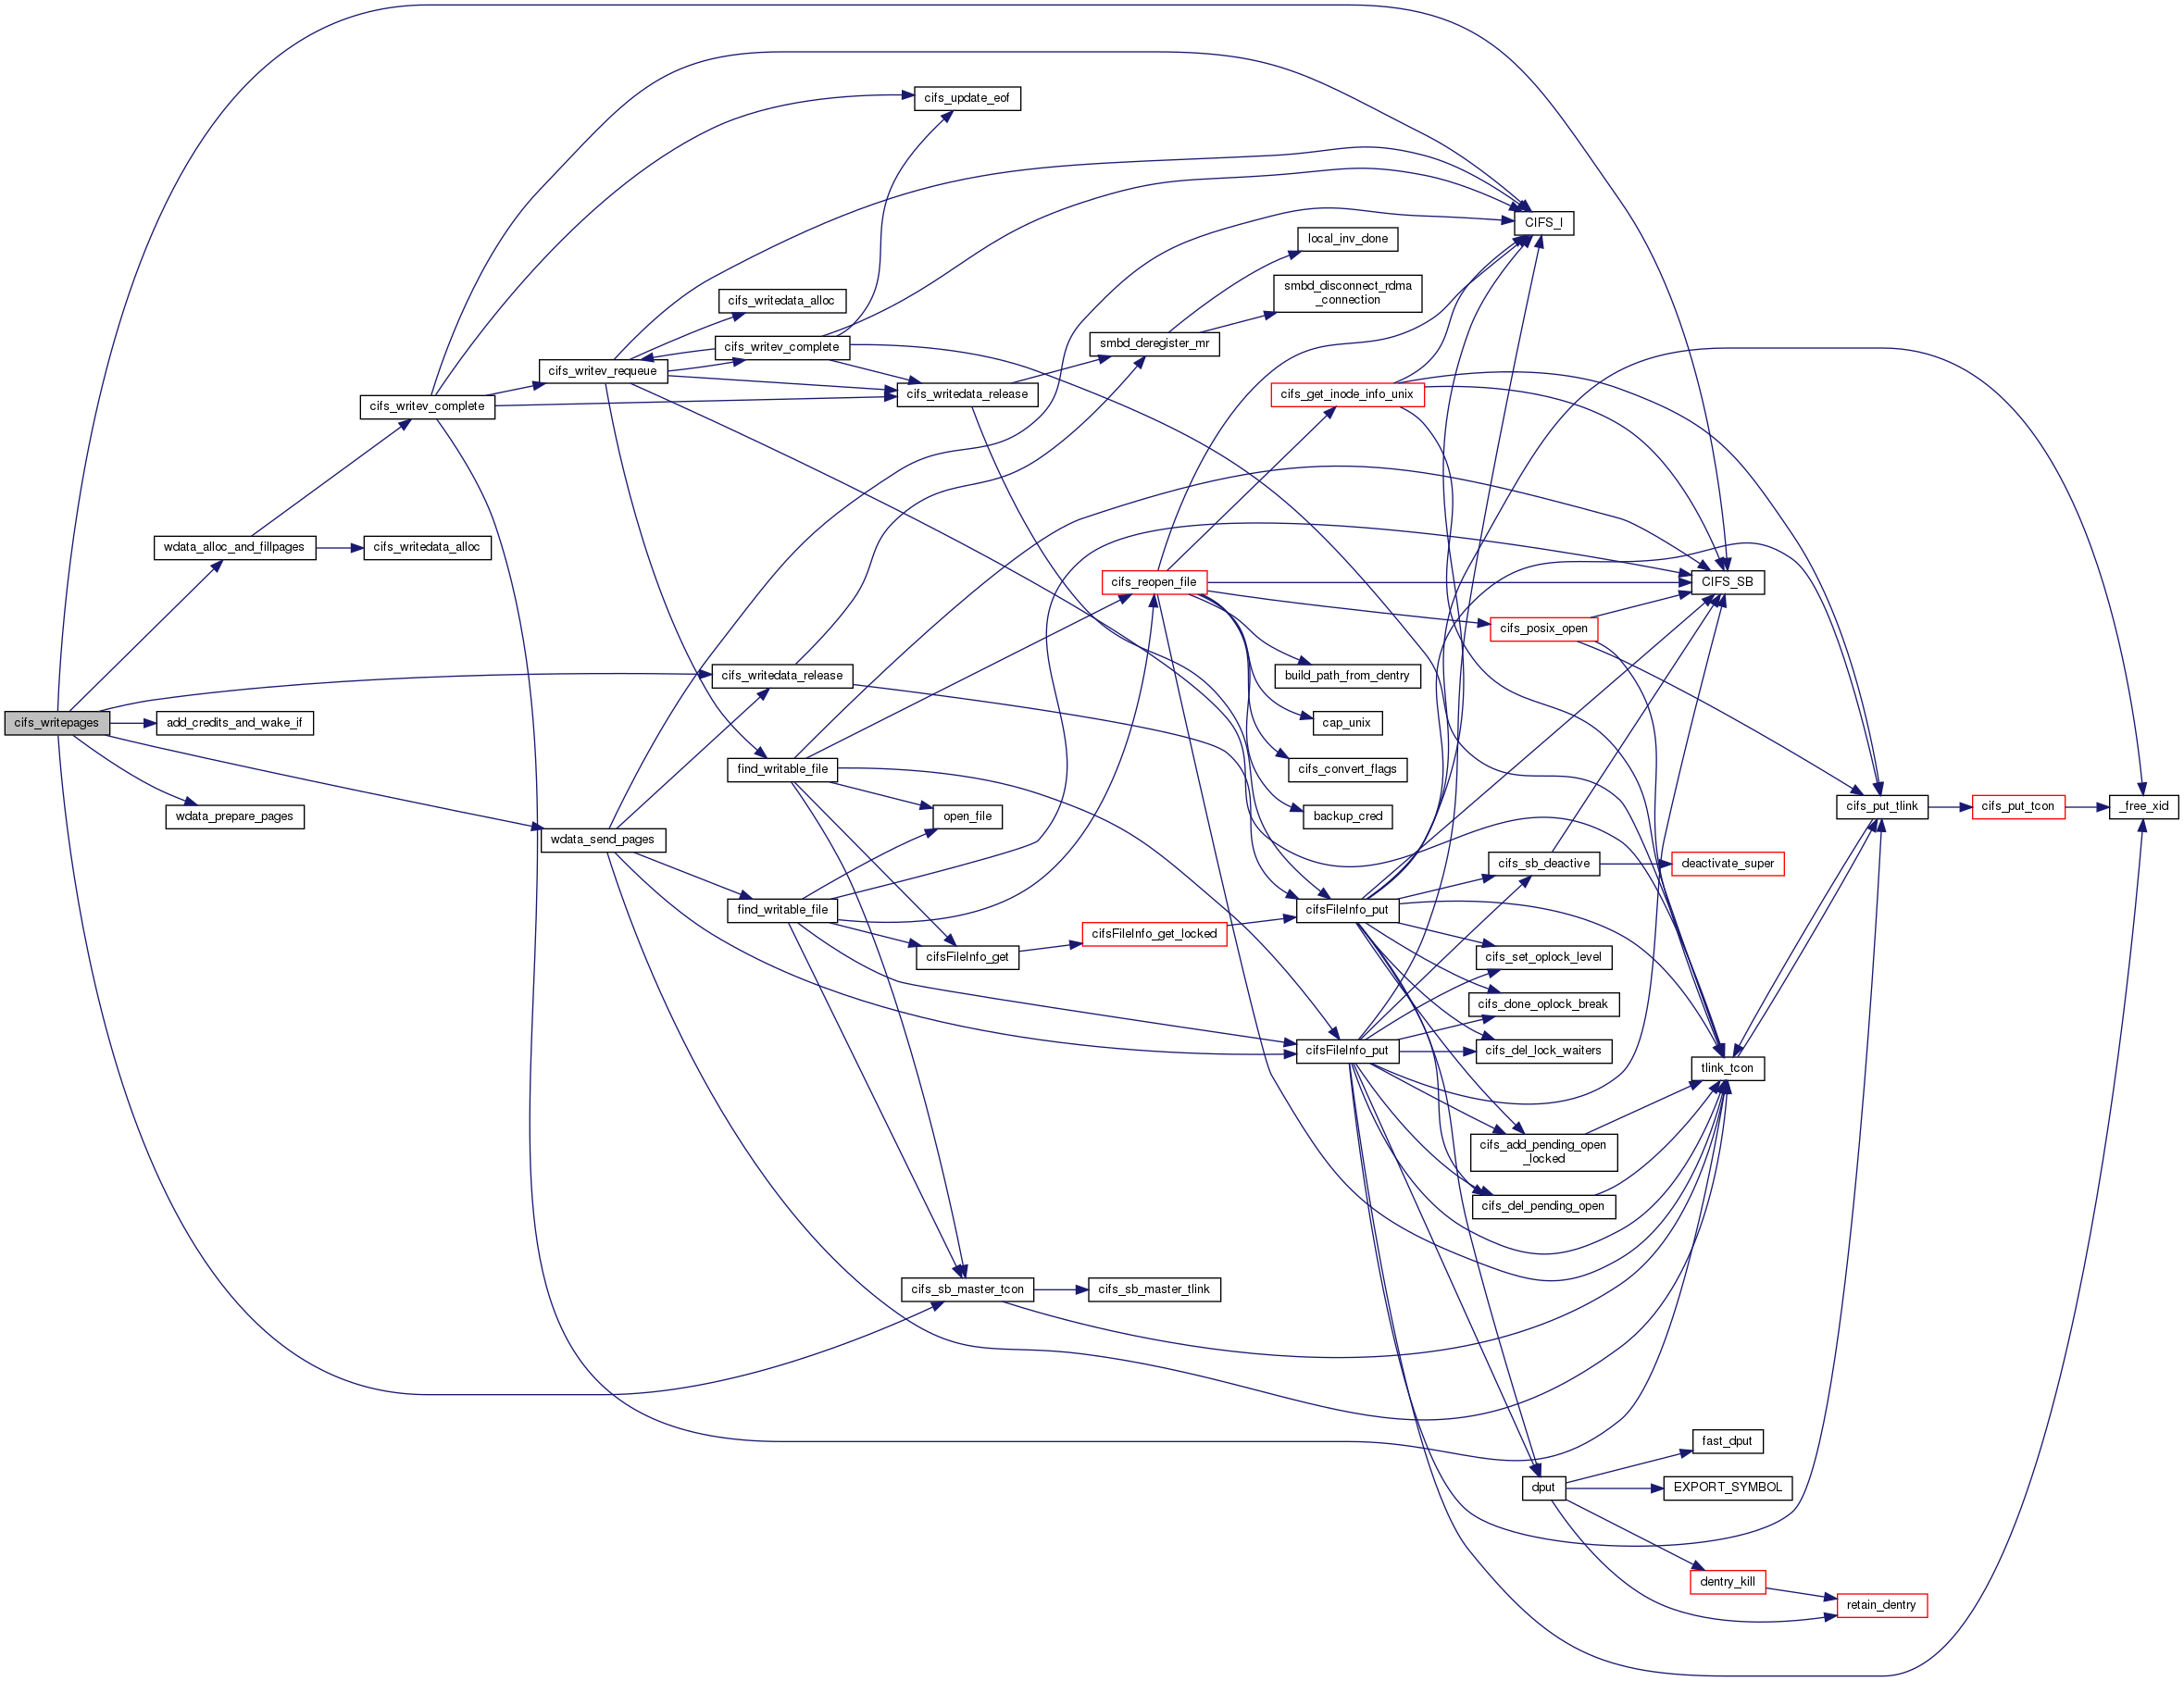 cifs_update_eof
CIFS_I
local_inv_done
smbd_disconnect_rdma
_connection
cifs_writedata_alloc
smbd_deregister_mr
cifs_writev_complete
cifs_writev_requeue
cifs_writedata_release
cifs_get_inode_info_unix
cifs_writev_complete
wdata_alloc_and_fillpages
cifs_writedata_alloc
cifs_reopen_file
CIFS_SB
cifs_posix_open
cifs_writedata_release
build_path_from_dentry
cifs_writepages
add_credits_and_wake_if
cap_unix
find_writable_file
cifs_convert_flags
wdata_prepare_pages
open_file
backup_cred
cifs_put_tlink
cifs_put_tcon
_free_xid
wdata_send_pages
cifs_sb_deactive
deactivate_super
find_writable_file
cifsFileInfo_put
cifsFileInfo_get_locked
cifsFileInfo_get
cifs_set_oplock_level
cifs_done_oplock_break
cifsFileInfo_put
cifs_del_lock_waiters
tlink_tcon
cifs_add_pending_open
_locked
cifs_del_pending_open
cifs_sb_master_tcon
cifs_sb_master_tlink
fast_dput
dput
EXPORT_SYMBOL
dentry_kill
retain_dentry